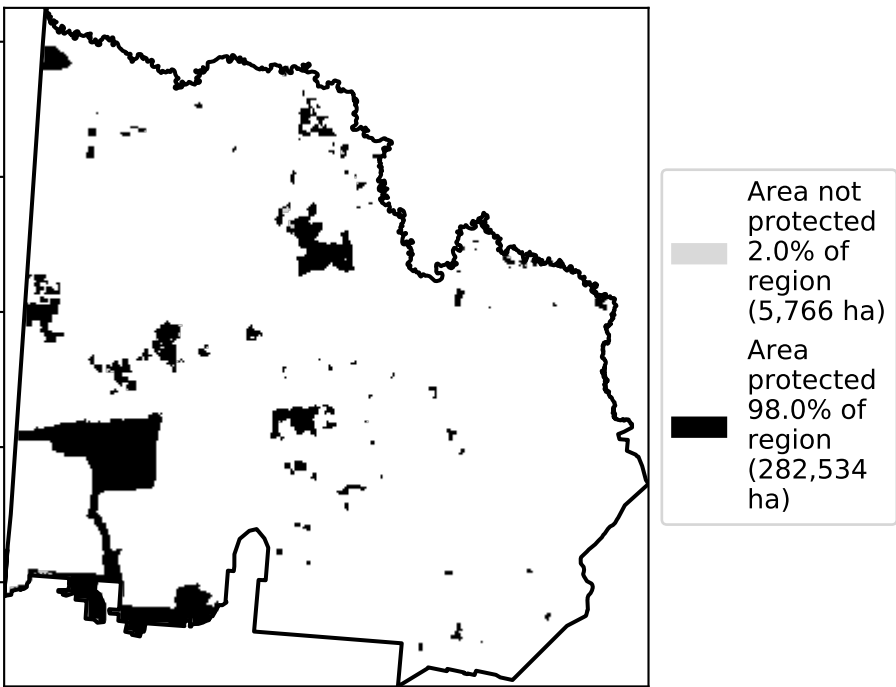 Area not
protected
2.0% of
region
(5,766 ha)
Area
protected
98.0% of
region
(282,534
ha)